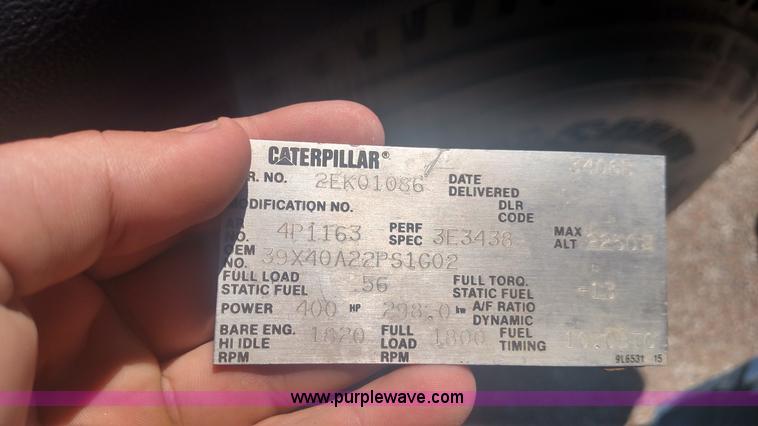 CATERPILLAR®
R. NO. 2EK01086 DATE DELIVERED
MODIFICATION NO. DLR CODE
NO. 4P1163 PERF SPEC 3E3438 MAX ALT
OEM NO. 39X40A22PS1G02
FULL LOAD STATIC FUEL .56 FULL TORQ. STATIC FUEL
POWER 400 HP 298.0 kw A/F RATIO DYNAMIC
BARE ENG. HI IDLE RPM FULL LOAD RPM 1800 FUEL TIMING
9L6531 15
www.purplewave.com